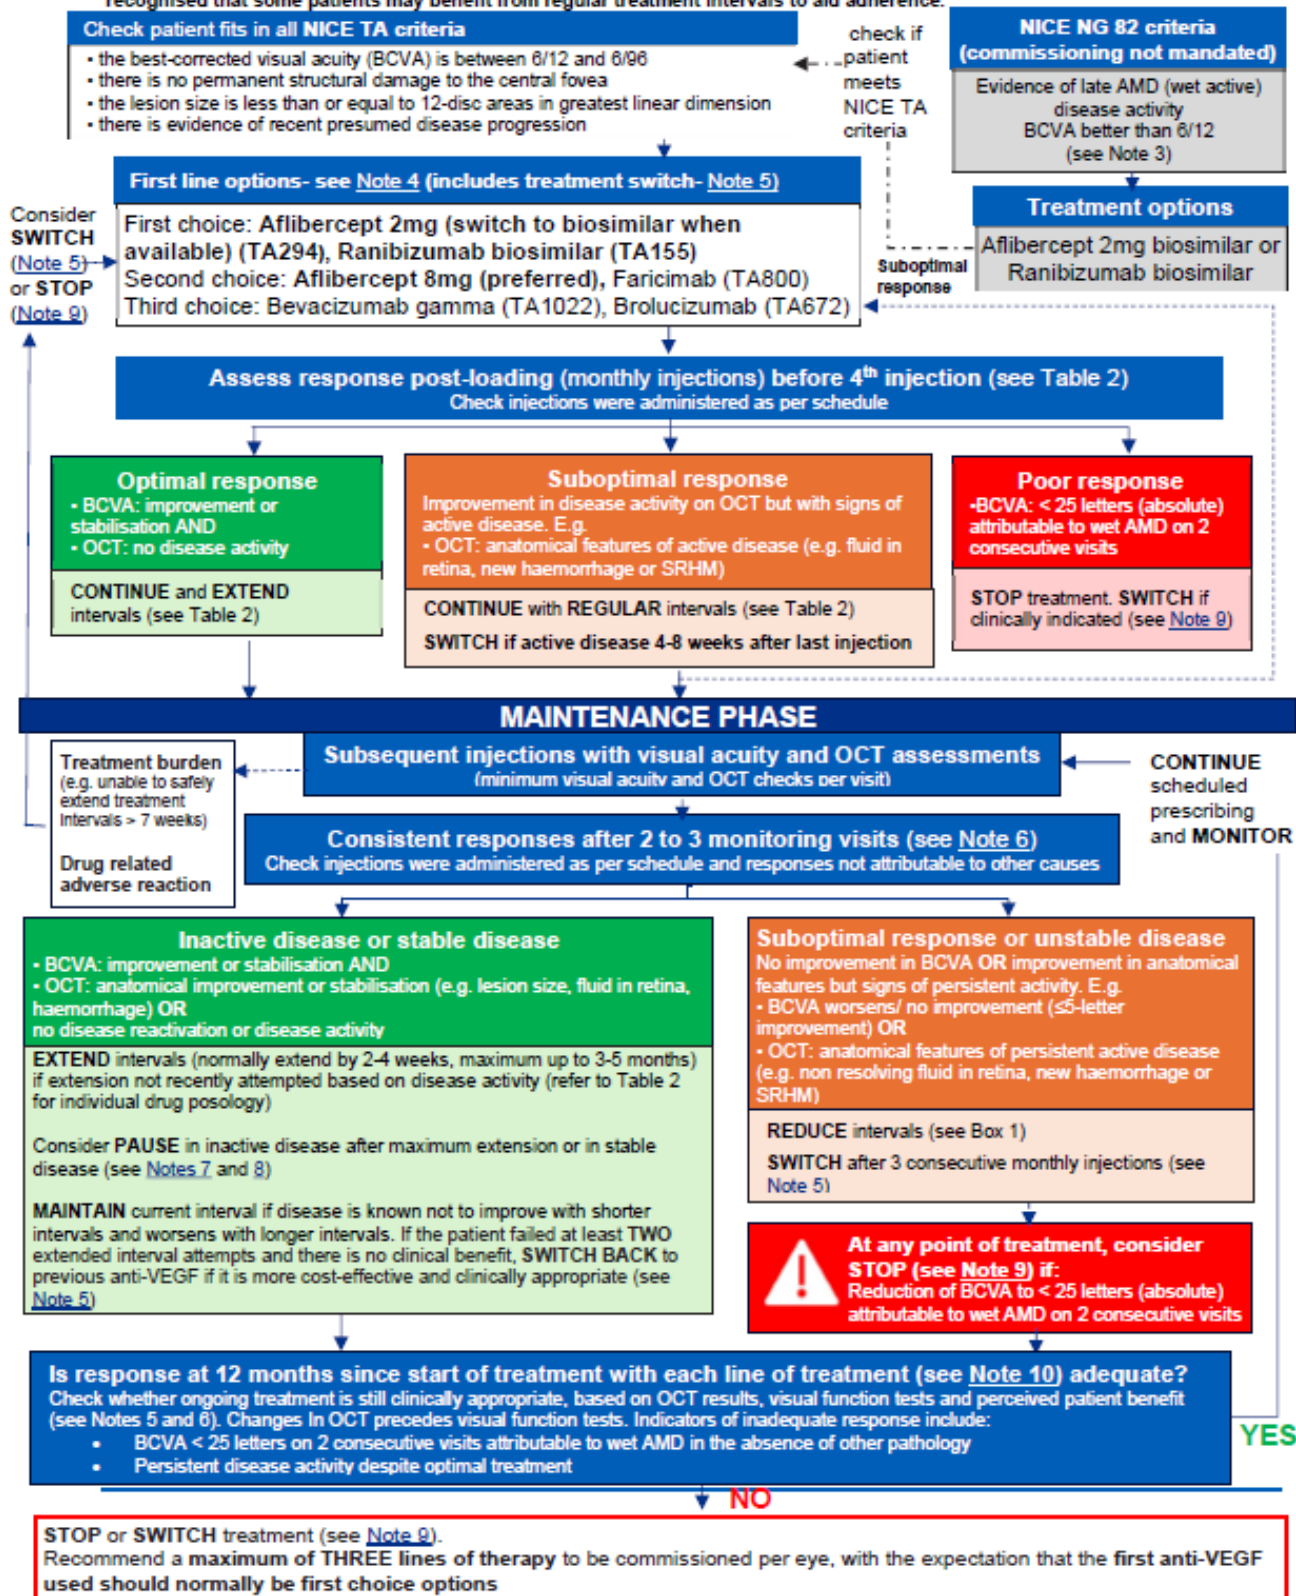 recognised that some patients may benefit from regular treatment intervals to aid adherence.
Check patient fits in all NICE TA criteria
• the best-corrected visual acuity (BCVA) is between 6/12 and 6/96
• there is no permanent structural damage to the central fovea
• the lesion size is less than or equal to 12-disc areas in greatest linear dimension
• there is evidence of recent presumed disease progression
check if
patient
meets
NICE TA
criteria
NICE NG 82 criteria
(commissioning not mandated)
Evidence of late AMD (wet active)
disease activity
BCVA better than 6/12
(see Note 3)
Treatment options
Aflibercept 2mg biosimilar or
Ranibizumab biosimilar
Suboptimal
response
First line options- see Note 4 (includes treatment switch- Note 5)
First choice: Aflibercept 2mg (switch to biosimilar when
available) (TA294), Ranibizumab biosimilar (TA155)
Second choice: Aflibercept 8mg (preferred), Faricimab (TA800)
Third choice: Bevacizumab gamma (TA1022), Brolucizumab (TA672)
Consider
SWITCH
(Note 5)
or STOP
(Note 9)
Assess response post-loading (monthly injections) before 4th injection (see Table 2)
Check injections were administered as per schedule
Optimal response
• BCVA: improvement or
stabilisation AND
• OCT: no disease activity
CONTINUE and EXTEND
intervals (see Table 2)
Suboptimal response
Improvement in disease activity on OCT but with signs of
active disease. E.g.
• OCT: anatomical features of active disease (e.g. fluid in
retina, new haemorrhage or SRHM)
CONTINUE with REGULAR intervals (see Table 2)
SWITCH if active disease 4-8 weeks after last injection
Poor response
•BCVA: < 25 letters (absolute)
attributable to wet AMD on 2
consecutive visits
STOP treatment. SWITCH if
clinically indicated (see Note 9)
MAINTENANCE PHASE
Treatment burden
(e.g. unable to safely
extend treatment
Intervals > 7 weeks)
Drug related
adverse reaction
Subsequent injections with visual acuity and OCT assessments
(minimum visual acuity and OCT checks per visit)
CONTINUE
scheduled
prescribing
and MONITOR
Consistent responses after 2 to 3 monitoring visits (see Note 6)
Check injections were administered as per schedule and responses not attributable to other causes
Inactive disease or stable disease
• BCVA: improvement or stabilisation AND
• OCT: anatomical improvement or stabilisation (e.g. lesion size, fluid in retina,
haemorrhage) OR
no disease reactivation or disease activity
EXTEND intervals (normally extend by 2-4 weeks, maximum up to 3-5 months)
if extension not recently attempted based on disease activity (refer to Table 2
for individual drug posology)
Consider PAUSE in inactive disease after maximum extension or in stable
disease (see Notes 7 and 8)
MAINTAIN current interval if disease is known not to improve with shorter
intervals and worsens with longer intervals. If the patient failed at least TWO
extended interval attempts and there is no clinical benefit, SWITCH BACK to
previous anti-VEGF if it is more cost-effective and clinically appropriate (see
Note 5)
Suboptimal response or unstable disease
No improvement in BCVA OR improvement in anatomical
features but signs of persistent activity. E.g.
• BCVA worsens/ no improvement (≤5-letter
improvement) OR
• OCT: anatomical features of persistent active disease
(e.g. non resolving fluid in retina, new haemorrhage or
SRHM)
REDUCE intervals (see Box 1)
SWITCH after 3 consecutive monthly injections (see
Note 5)
At any point of treatment, consider
STOP (see Note 9) if:
Reduction of BCVA to < 25 letters (absolute)
attributable to wet AMD on 2 consecutive visits
Is response at 12 months since start of treatment with each line of treatment (see Note 10) adequate?
Check whether ongoing treatment is still clinically appropriate, based on OCT results, visual function tests and perceived patient benefit
(see Notes 5 and 6). Changes In OCT precedes visual function tests. Indicators of inadequate response include:
• BCVA < 25 letters on 2 consecutive visits attributable to wet AMD in the absence of other pathology
• Persistent disease activity despite optimal treatment
YES
NO
STOP or SWITCH treatment (see Note 9).
Recommend a maximum of THREE lines of therapy to be commissioned per eye, with the expectation that the first anti-VEGF
used should normally be first choice options